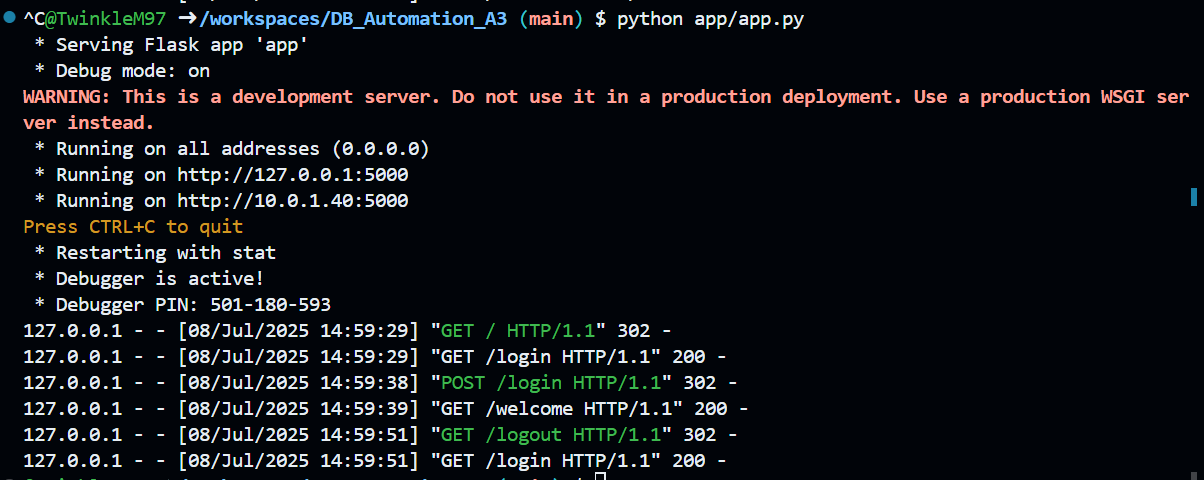 ^C@TwinkleM97 ➜/workspaces/DB_Automation_A3 (main) $ python app/app.py
 * Serving Flask app 'app'
 * Debug mode: on
WARNING: This is a development server. Do not use it in a production deployment. Use a production WSGI ser
ver instead.
 * Running on all addresses (0.0.0.0)
 * Running on http://127.0.0.1:5000
 * Running on http://10.0.1.40:5000
Press CTRL+C to quit
 * Restarting with stat
 * Debugger is active!
 * Debugger PIN: 501-180-593
127.0.0.1 - - [08/Jul/2025 14:59:29] "GET / HTTP/1.1" 302 -
127.0.0.1 - - [08/Jul/2025 14:59:29] "GET /login HTTP/1.1" 200 -
127.0.0.1 - - [08/Jul/2025 14:59:38] "POST /login HTTP/1.1" 302 -
127.0.0.1 - - [08/Jul/2025 14:59:39] "GET /welcome HTTP/1.1" 200 -
127.0.0.1 - - [08/Jul/2025 14:59:51] "GET /logout HTTP/1.1" 302 -
127.0.0.1 - - [08/Jul/2025 14:59:51] "GET /login HTTP/1.1" 200 -